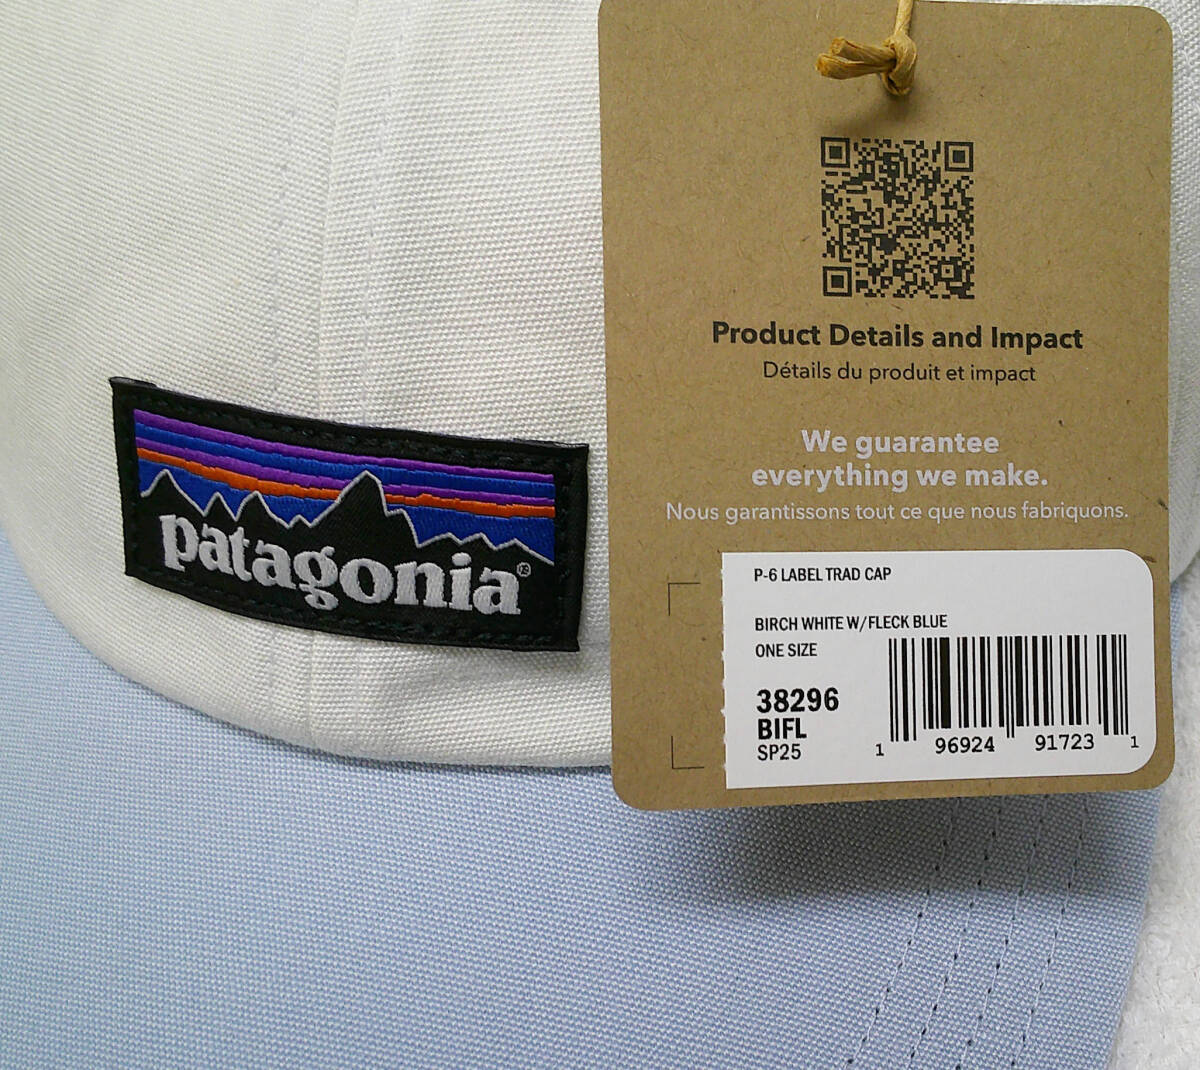 patagonia®
Product Details and Impact
Détails du produit et impact
We guarantee
everything we make.
Nous garantissons tout ce que nous fabriquons.
P-6 LABEL TRAD CAP
BIRCH WHITE W/FLECK BLUE
ONE SIZE
38296
BIFL
SP25
1 96924 91723 1